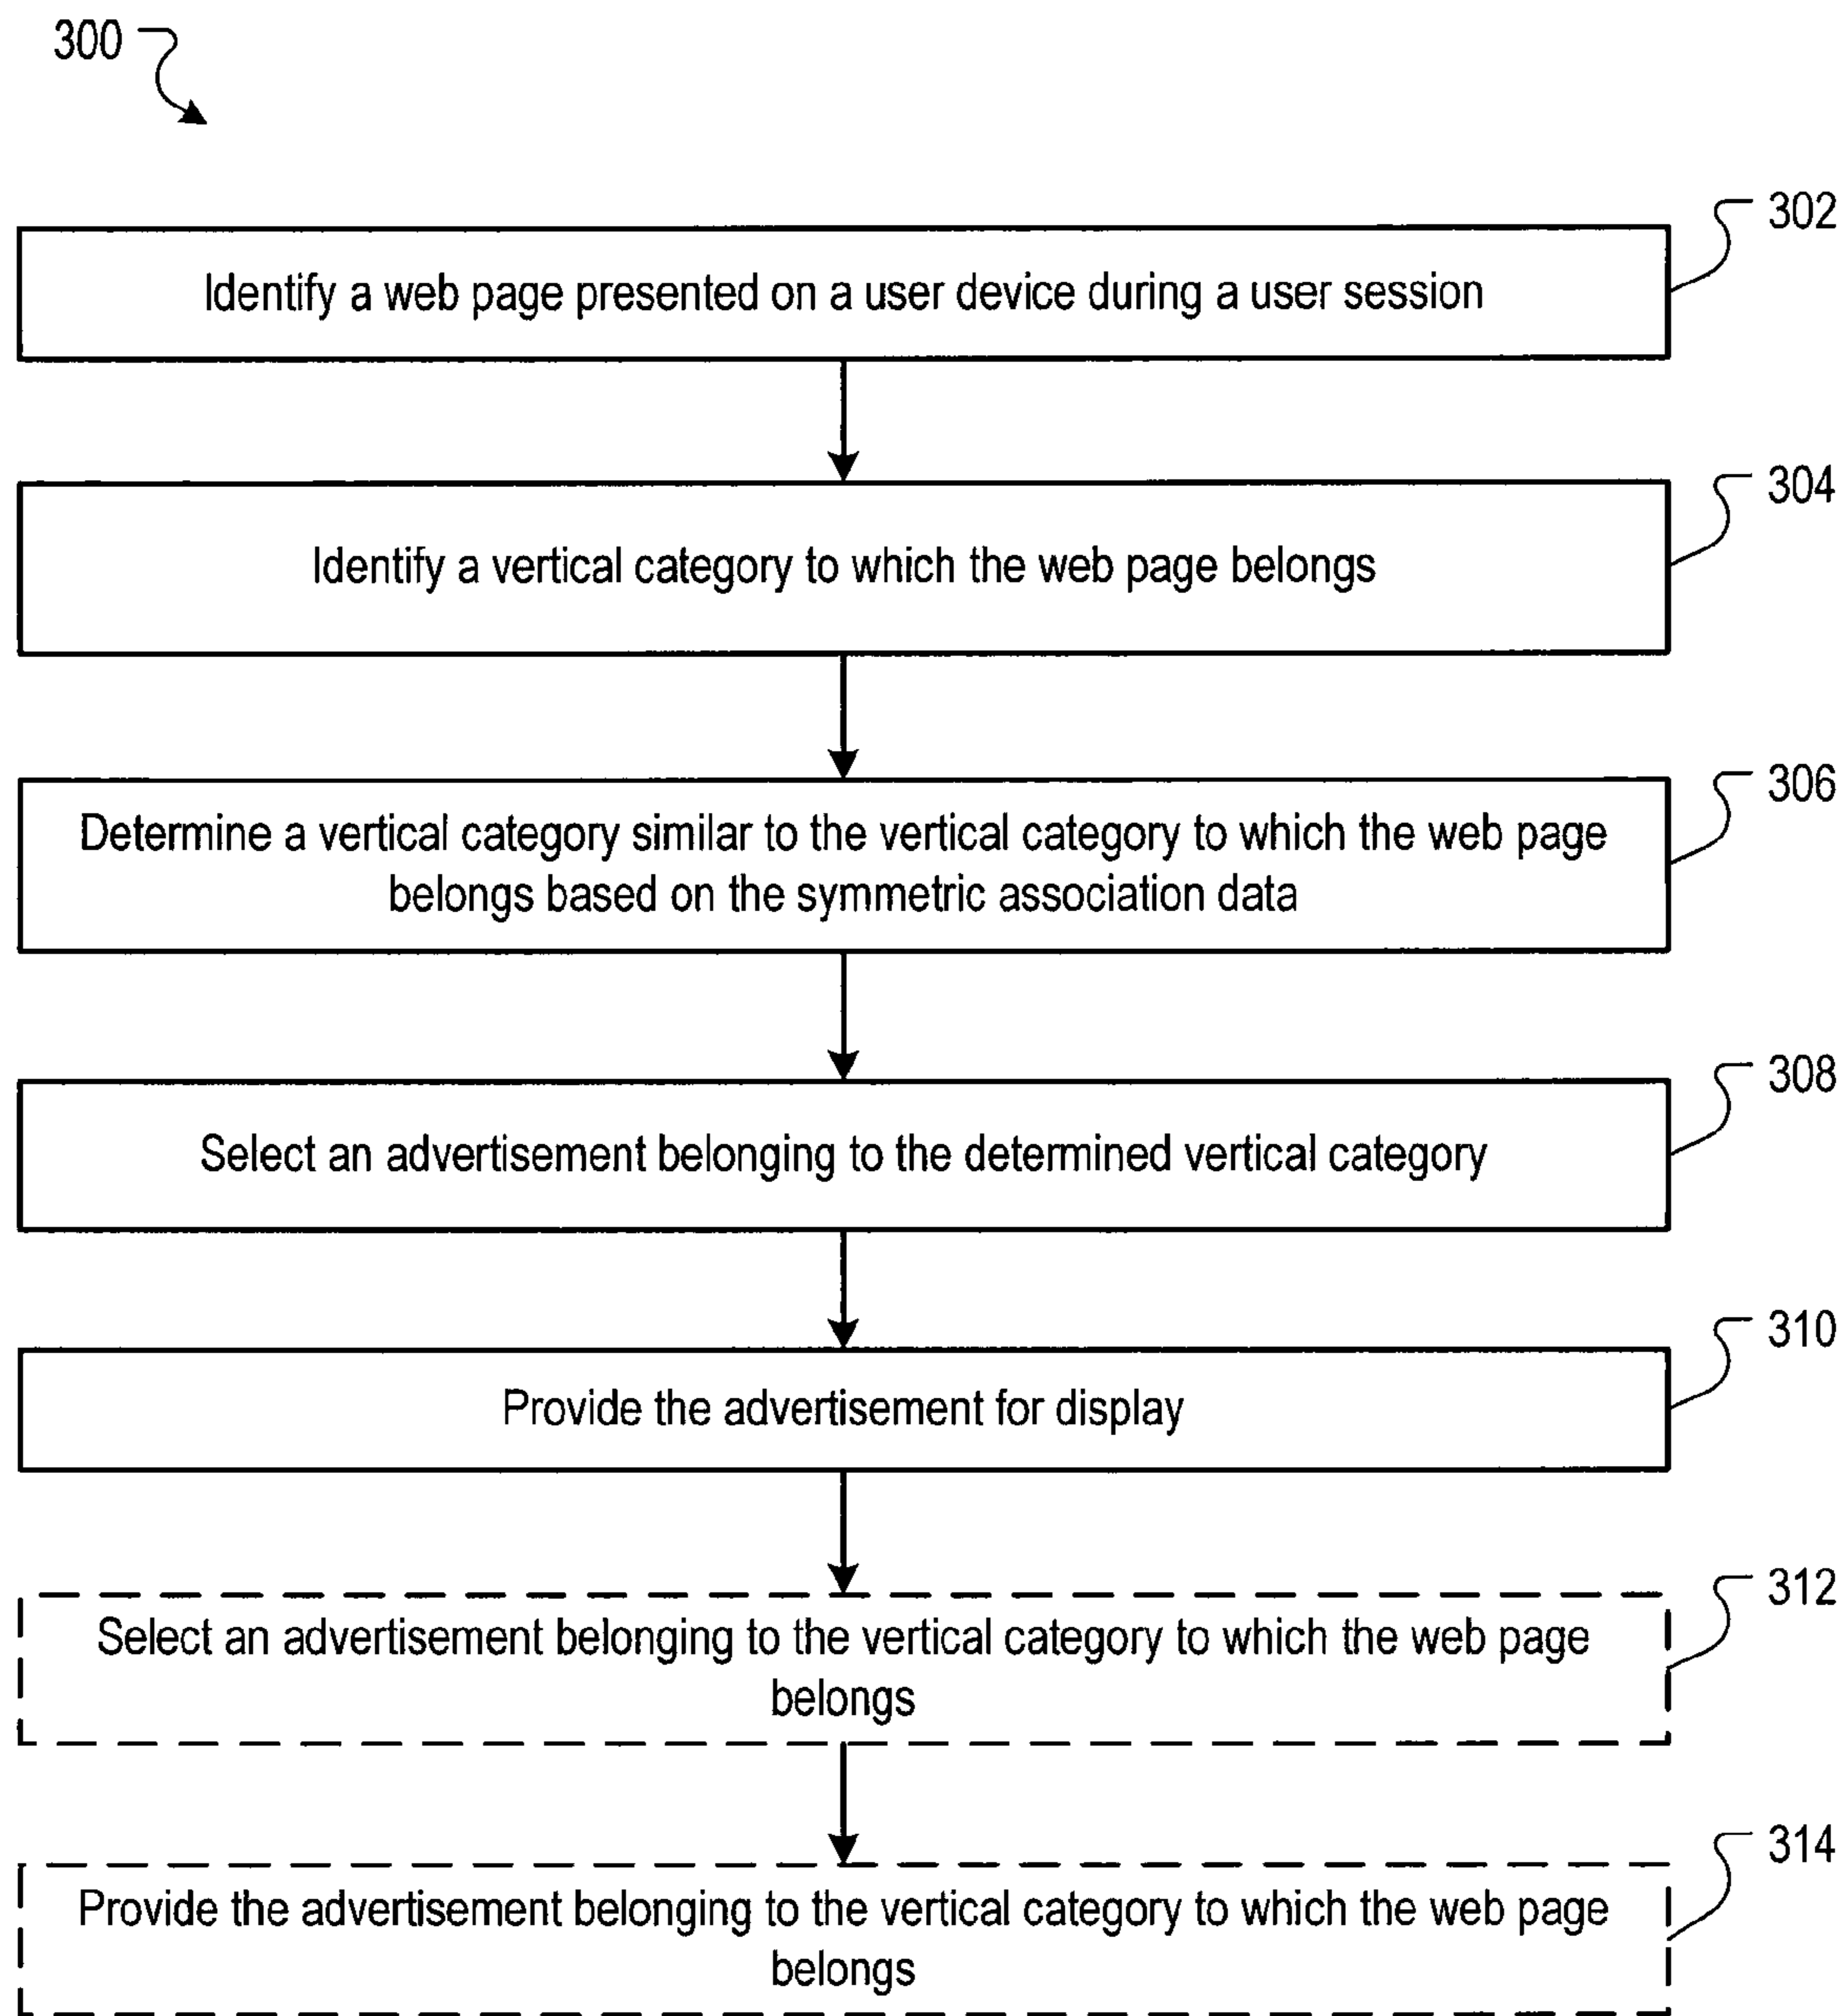 300
302
Identify a web page presented on a user device during a user session
304
Identify a vertical category to which the web page belongs
306
Determine a vertical category similar to the vertical category to which the web page
belongs based on the symmetric association data
308
Select an advertisement belonging to the determined vertical category
310
Provide the advertisement for display
312
Select an advertisement belonging to the vertical category to which the web page
belongs
314
Provide the advertisement belonging to the vertical category to which the web page
belongs